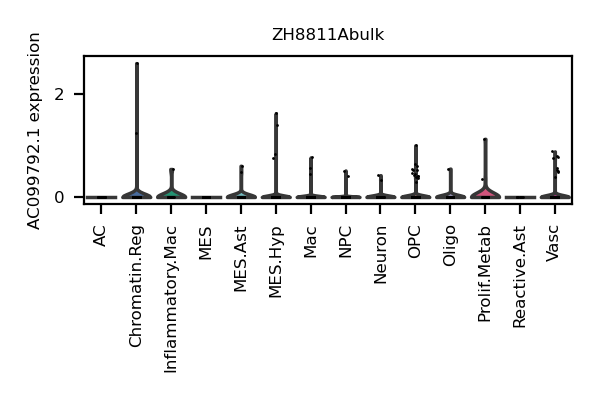 ZH8811Abulk
AC099792.1 expression
2
0
AC
Chromatin.Reg
Inflammatory.Mac
MES
MES.Ast
MES.Hyp
Mac
NPC
Neuron
OPC
Oligo
Prolif.Metab
Reactive.Ast
Vasc